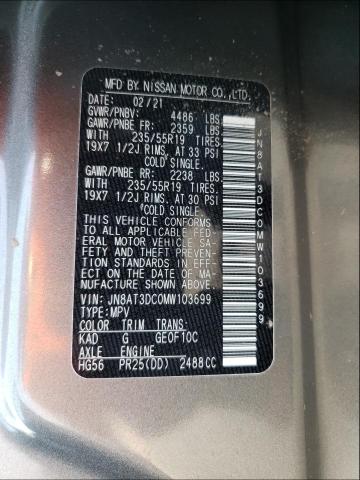 MFD BY NISSAN MOTOR CO.,LTD.
DATE: 02/21
GVWR/PNBV: 4486 LBS
GAWR/PNBE FR: 2359 LBS
WITH 235/55R19 TIRES,
19X7 1/2J RIMS, AT 33 PSI
COLD SINGLE.
GAWR/PNBE RR: 2238 LBS
WITH 235/55R19 TIRES,
19X7 1/2J RIMS, AT 30 PSI
COLD SINGLE.
THIS VEHICLE CONFORMS
TO ALL APPLICABLE FED-
ERAL MOTOR VEHICLE SA-
FETY AND THEFT PREVEN-
TION STANDARDS IN EFF-
ECT ON THE DATE OF MA-
NUFACTURE SHOWN ABOVE.
VIN: JN8AT3DC0MW103699
TYPE:MPV
COLOR TRIM TRANS.
KAD G GE0F10C
AXLE ENGINE
HG56 PR25(DD) 2488CC
JN8AT3DC0MW103699